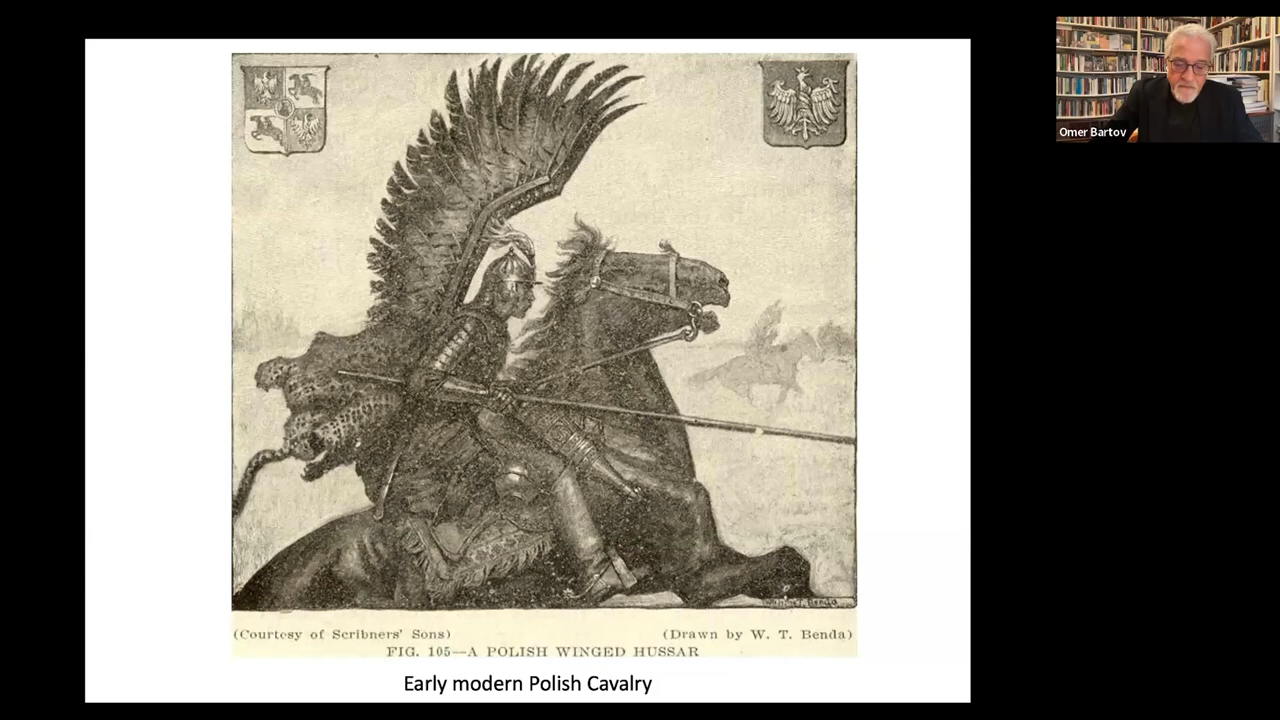 Omer Bartov
(Courtesy of Scribners' Sons) (Drawn by W. T. Benda)
FIG. 105—A POLISH WINGED HUSSAR
Early modern Polish Cavalry